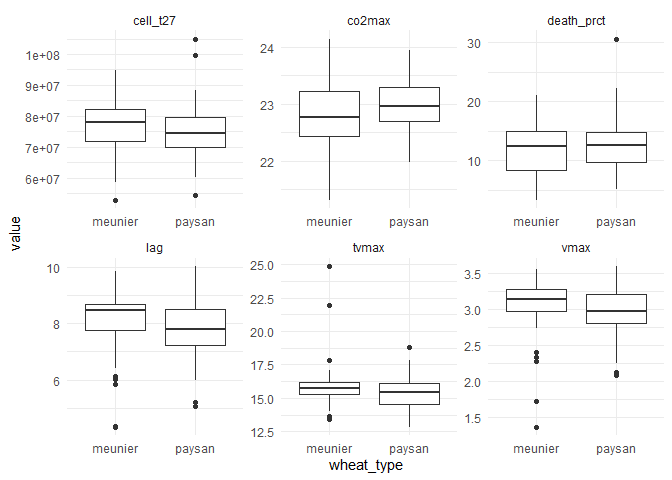 cell_t27 co2max death_prct
1e+08 24 30
9e+07
8e+07 23 20
7e+07
22 10
6e+07
meunier paysan meunier paysan meunier paysan
value
lag tvmax vmax
10 25.0 3.5
22.5 3.0
8 20.0 2.5
17.5 2.0
6 15.0
12.5 1.5
meunier paysan meunier paysan meunier paysan
wheat_type